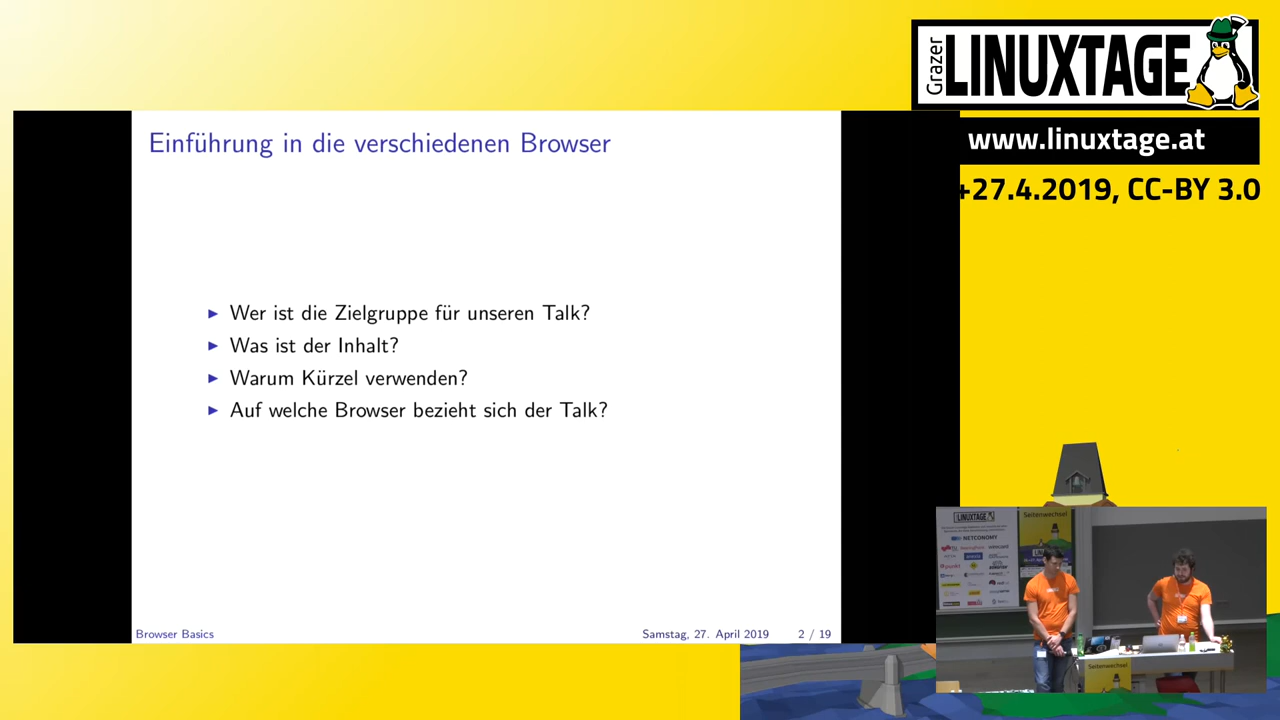 Grazer
LINUXTAGE
www.linuxtage.at
+27.4.2019, CC-BY 3.0
Einführung in die verschiedenen Browser
Wer ist die Zielgruppe für unseren Talk?
Was ist der Inhalt?
Warum Kürzel verwenden?
Auf welche Browser bezieht sich der Talk?
Browser Basics
Samstag, 27. April 2019
2 / 19
LINUXTAGE
NETCONOMY
Seitenwechsel
Seitenwechsel